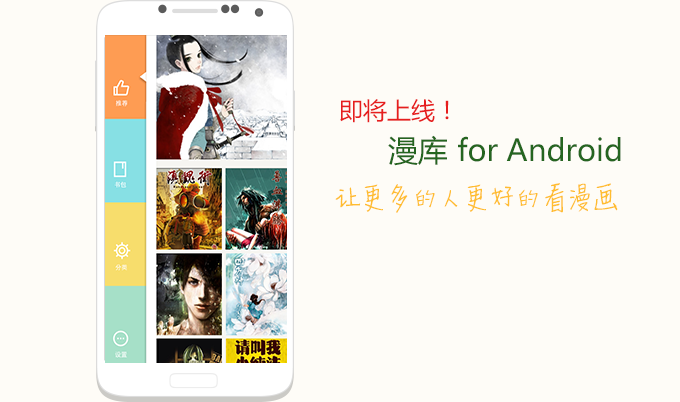 推荐
书包
分类
设置
请叫我
即将上线！
漫库 for Android
让更多的人更好的看漫画